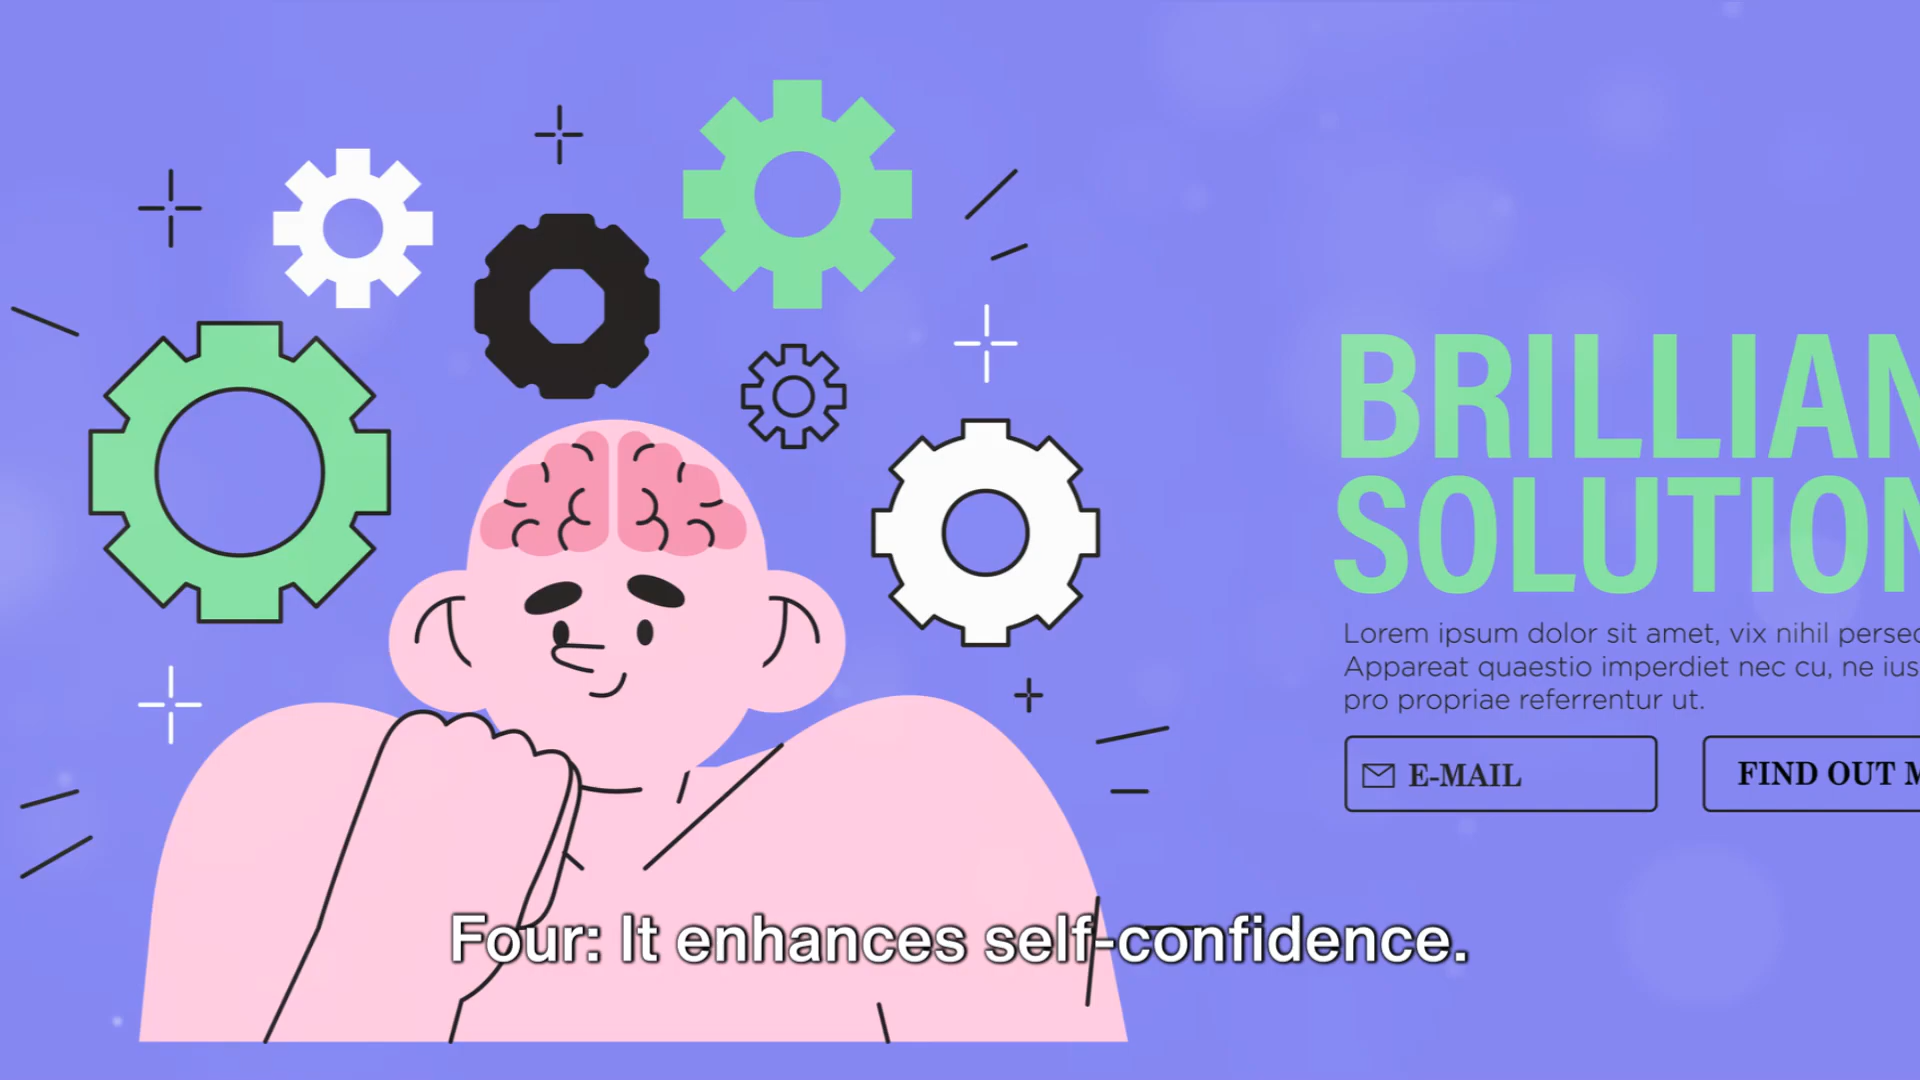 BRILLIAN
SOLUTION
Lorem ipsum dolor sit amet, vix nihil persec
Appareat quaestio imperdiet nec cu, ne ius
pro propriae referrentur ut.
E-MAIL
FIND OUT M
Four: It enhances self-confidence.